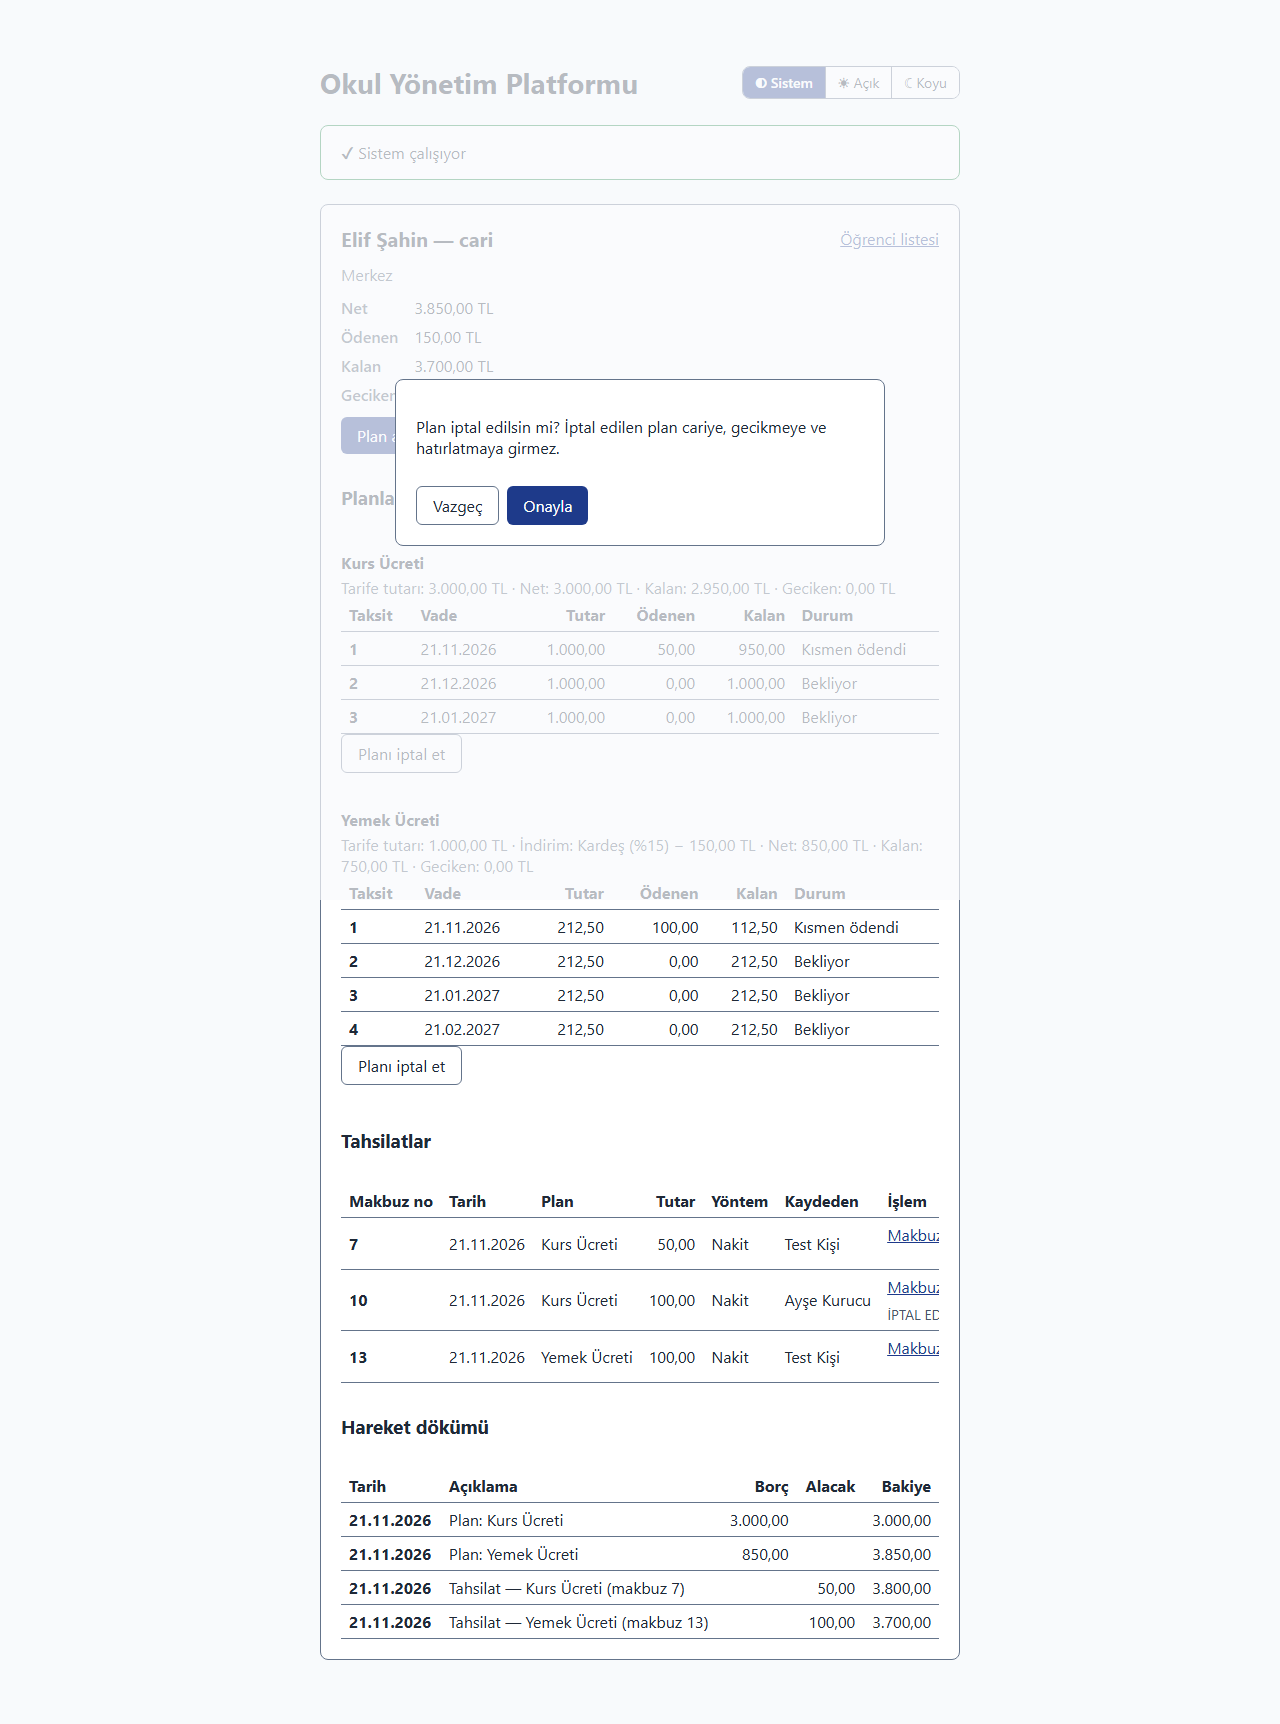 Okul Yönetim Platformu
◐ Sistem ☀ Açık ☾ Koyu
✓ Sistem çalışıyor
Elif Şahin — cari
Öğrenci listesi
Merkez
Net 3.850,00 TL
Ödenen 150,00 TL
Kalan 3.700,00 TL
Plan iptal edilsin mi? İptal edilen plan cariye, gecikmeye ve
hatırlatmaya girmez.
Vazgeç Onayla
Kurs Ücreti
Tarife tutarı: 3.000,00 TL · Net: 3.000,00 TL · Kalan: 2.950,00 TL · Geciken: 0,00 TL
Taksit Vade Tutar Ödenen Kalan Durum
1 21.11.2026 1.000,00 50,00 950,00 Kısmen ödendi
2 21.12.2026 1.000,00 0,00 1.000,00 Bekliyor
3 21.01.2027 1.000,00 0,00 1.000,00 Bekliyor
Planı iptal et
Yemek Ücreti
Tarife tutarı: 1.000,00 TL · İndirim: Kardeş (%15) − 150,00 TL · Net: 850,00 TL · Kalan:
750,00 TL · Geciken: 0,00 TL
Taksit Vade Tutar Ödenen Kalan Durum
1 21.11.2026 212,50 100,00 112,50 Kısmen ödendi
2 21.12.2026 212,50 0,00 212,50 Bekliyor
3 21.01.2027 212,50 0,00 212,50 Bekliyor
4 21.02.2027 212,50 0,00 212,50 Bekliyor
Planı iptal et
Tahsilatlar
Makbuz no Tarih Plan Tutar Yöntem Kaydeden İşlem
7 21.11.2026 Kurs Ücreti 50,00 Nakit Test Kişi Makbuz
10 21.11.2026 Kurs Ücreti 100,00 Nakit Ayşe Kurucu Makbuz
İPTAL
13 21.11.2026 Yemek Ücreti 100,00 Nakit Test Kişi Makbuz
Hareket dökümü
Tarih Açıklama Borç Alacak Bakiye
21.11.2026 Plan: Kurs Ücreti 3.000,00 3.000,00
21.11.2026 Plan: Yemek Ücreti 850,00 3.850,00
21.11.2026 Tahsilat — Kurs Ücreti (makbuz 7) 50,00 3.800,00
21.11.2026 Tahsilat — Yemek Ücreti (makbuz 13) 100,00 3.700,00